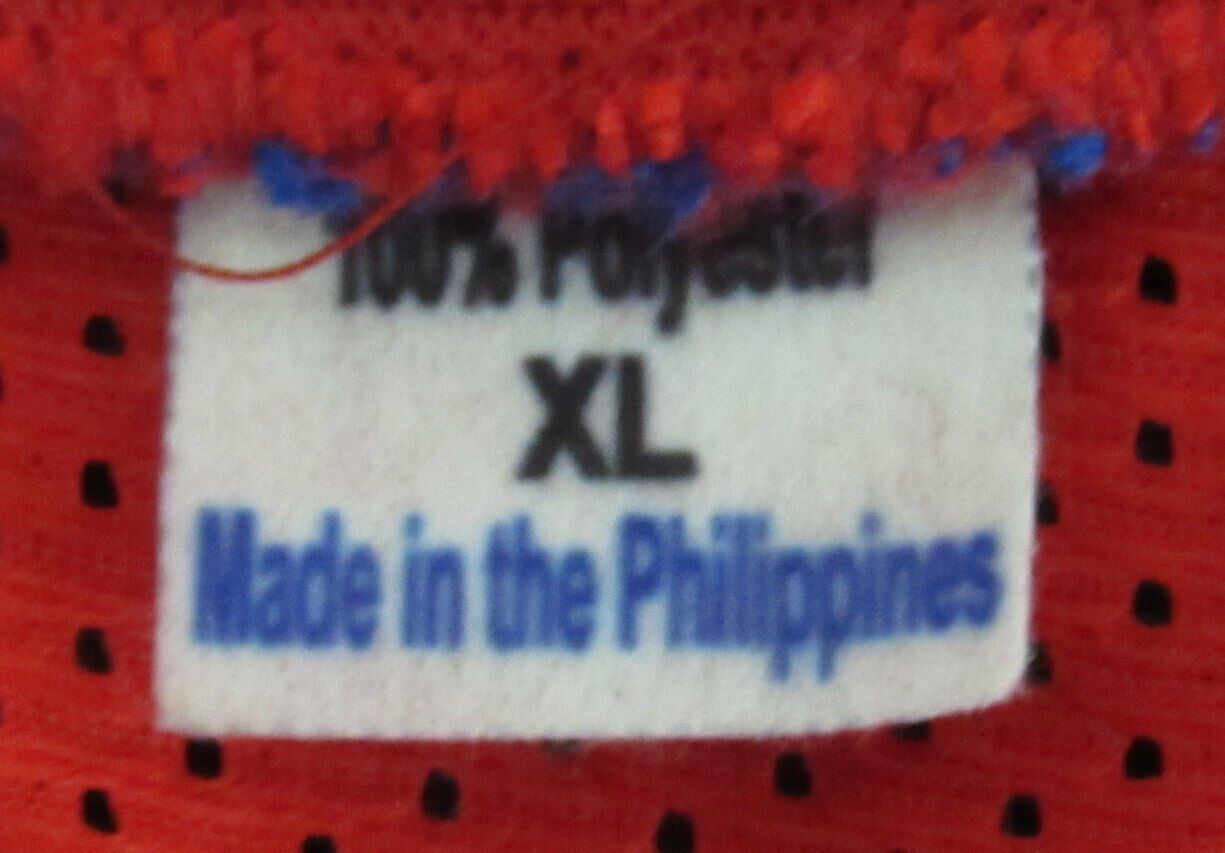 100% Polyester
XL
Made in the Philippines